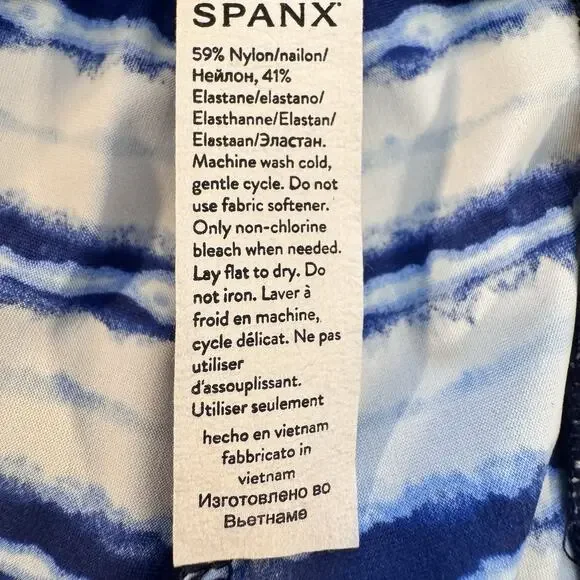 SPANX®
59% Nylon/nailon/
Нейлон, 41%
Elastane/elastano/
Elasthanne/Elastan/
Elastaan/Эластан.
Machine wash cold,
gentle cycle. Do not
use fabric softener.
Only non-chlorine
bleach when needed.
Lay flat to dry. Do
not iron. Laver à
froid en machine,
cycle délicat. Ne pas
utiliser
d'assouplissant.
Utiliser seulement
hecho en vietnam
fabbricato in
vietnam
Изготовлено во
Вьетнаме